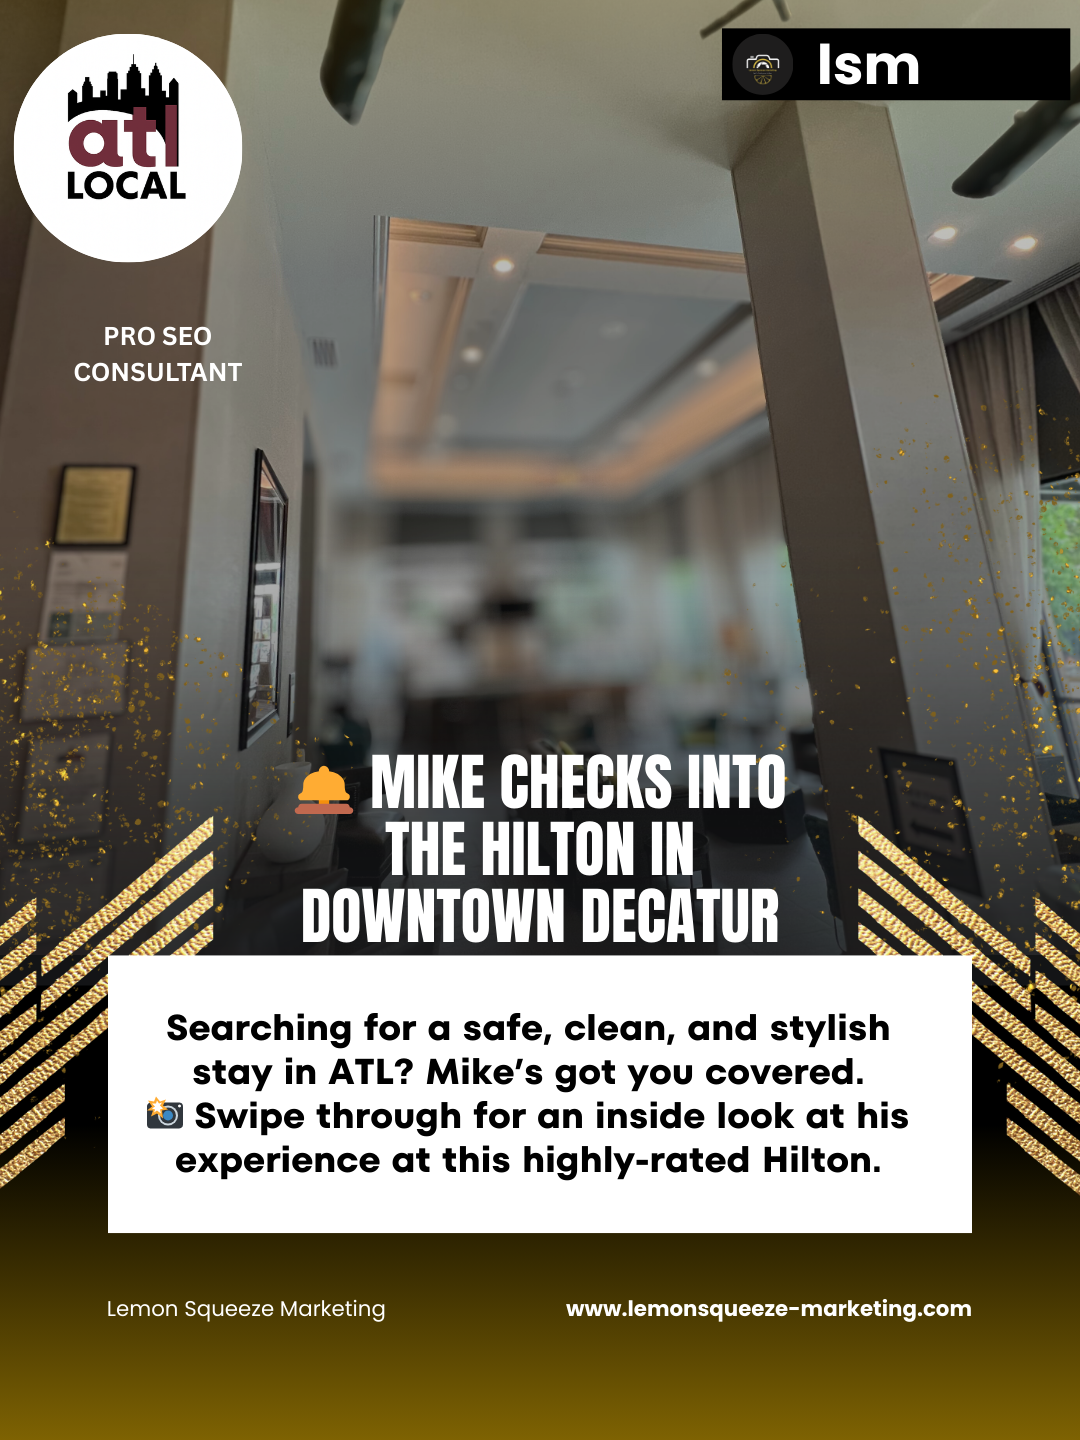 atl
LOCAL
lsm
PRO SEO
CONSULTANT
MIKE CHECKS INTO
THE HILTON IN
DOWNTOWN DECATUR
Searching for a safe, clean, and stylish
stay in ATL? Mike’s got you covered.
Swipe through for an inside look at his
experience at this highly-rated Hilton.
Lemon Squeeze Marketing
www.lemonsqueeze-marketing.com